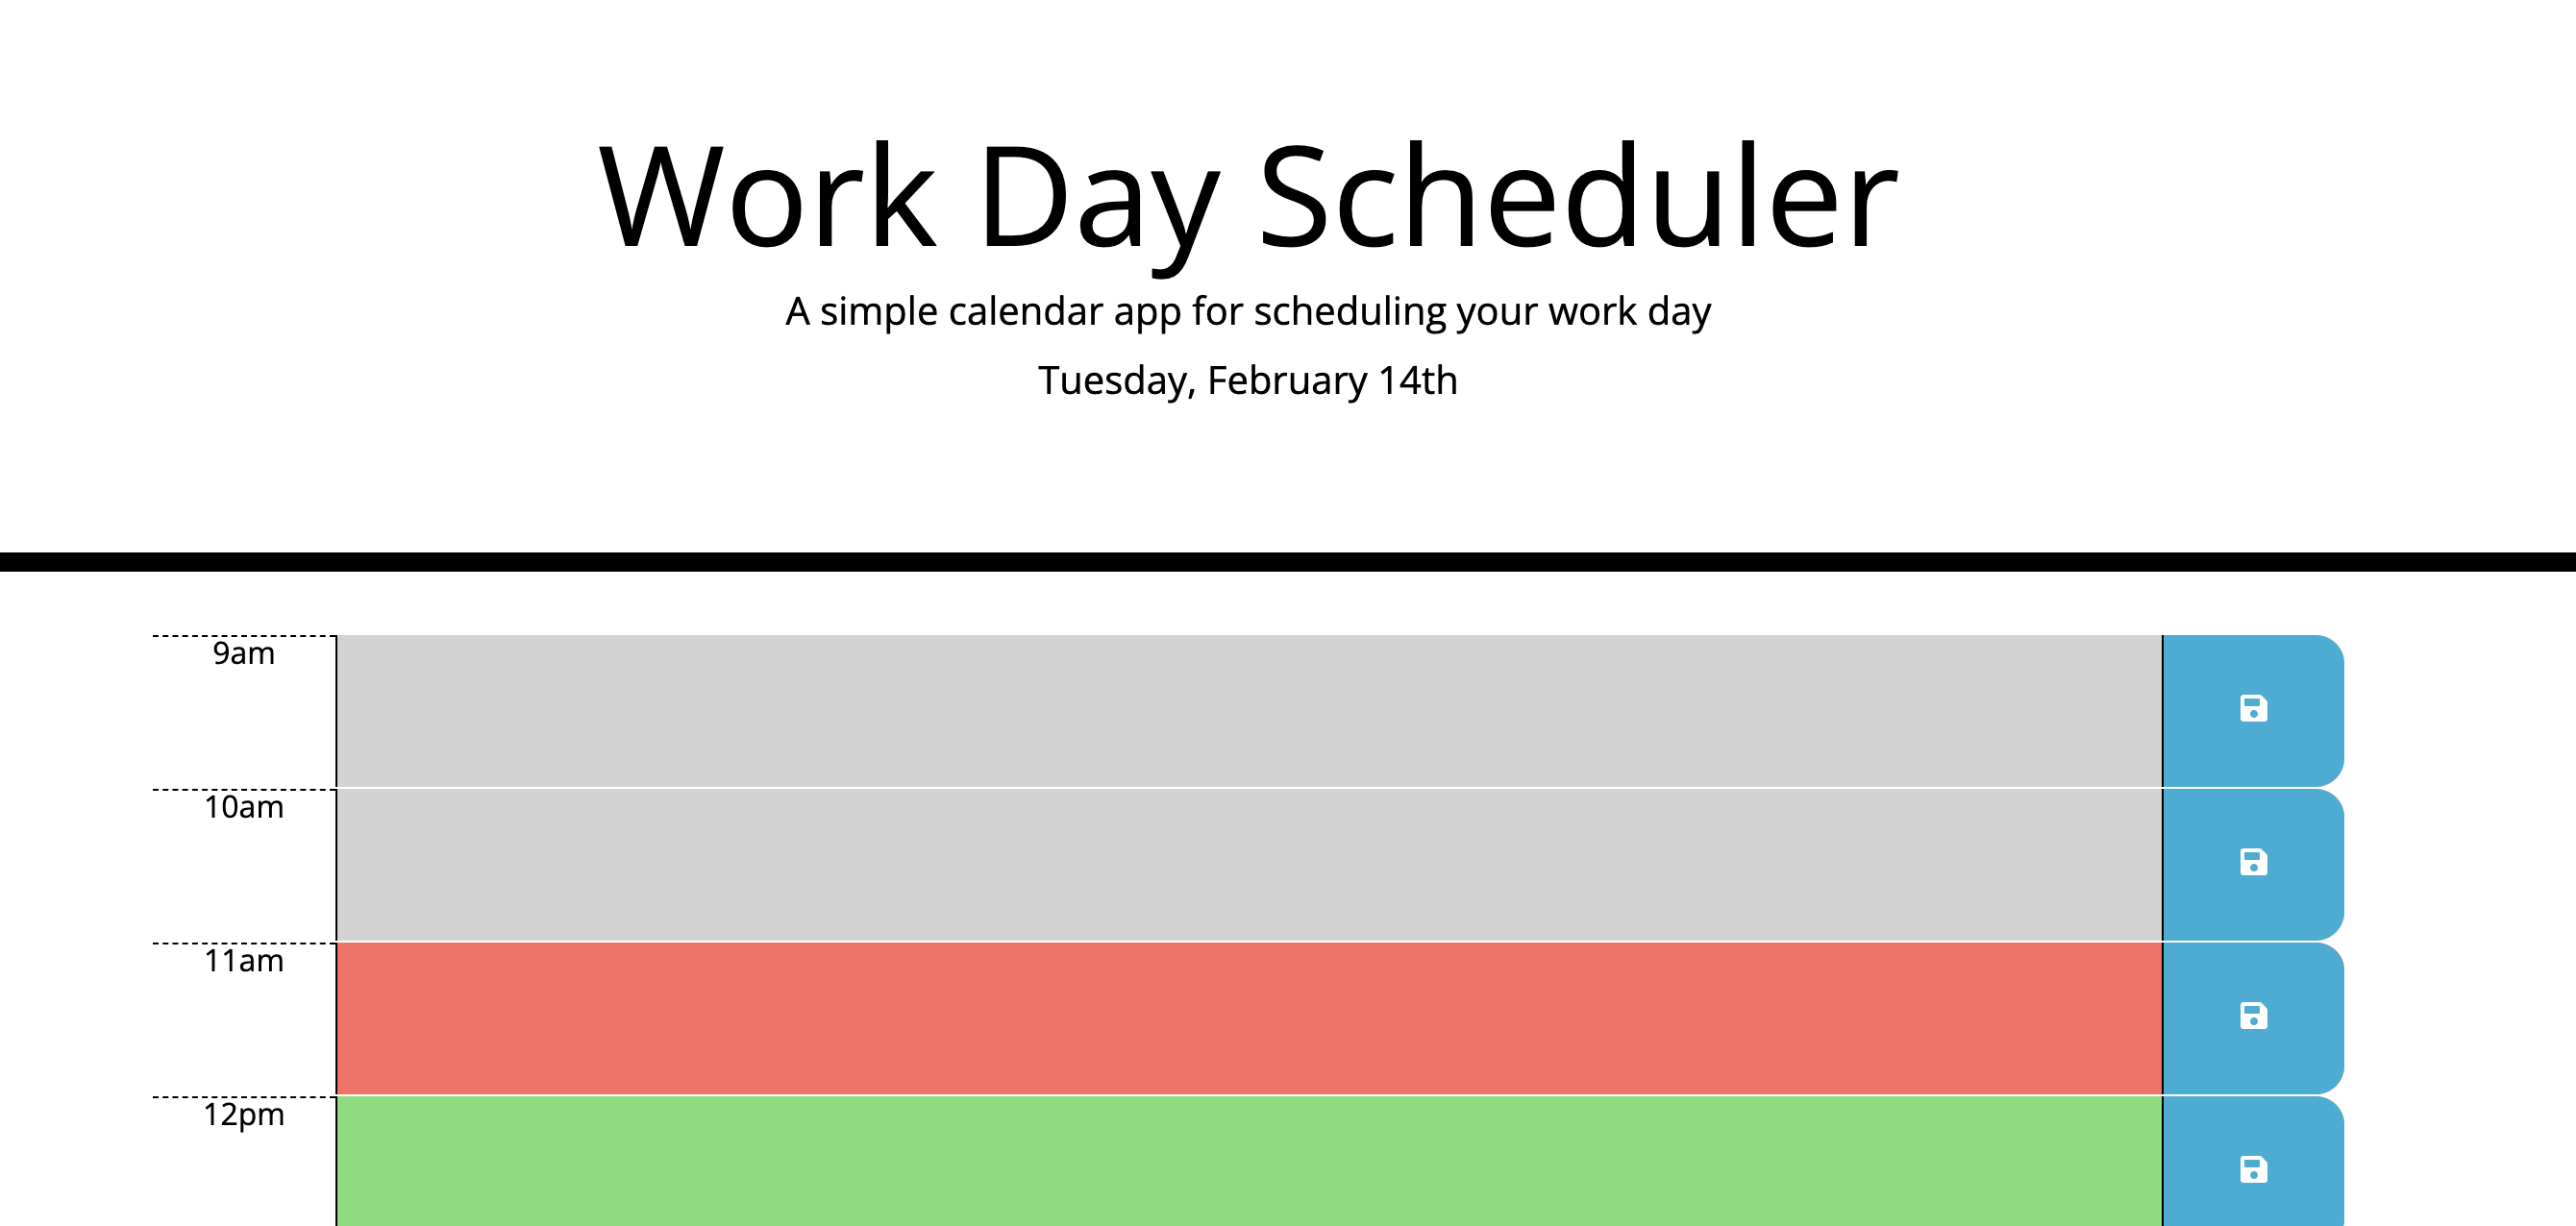 Work Day Scheduler
A simple calendar app for scheduling your work day
Tuesday, February 14th
9am
10am
11am
12pm